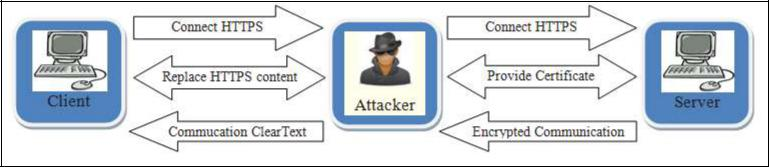 Connect HTTPS
Connect HTTPS
Replace HTTPS content
Provide Certificate
Client
Attacker
Server
Commucation ClearText
Encrypted Communication